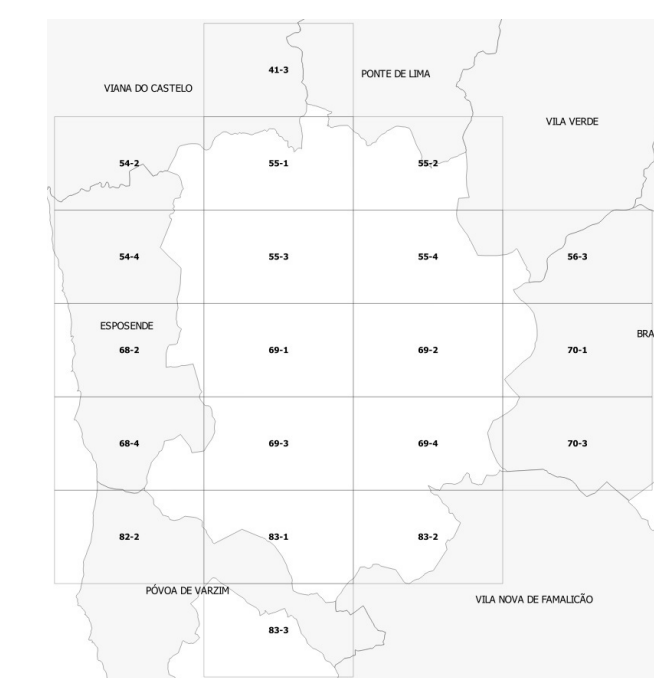 41-3
PONTE DE LIMA
VIANA DO CASTELO
VILA VERDE
54-2
55-1
55-2
54-4
55-3
55-4
56-3
ESPOSENDE
BRA
68-2
69-1
69-2
70-1
68-4
69-3
69-4
70-3
82-2
83-1
83-2
PÓVOA DE VARZIM
VILA NOVA DE FAMALICÃO
83-3